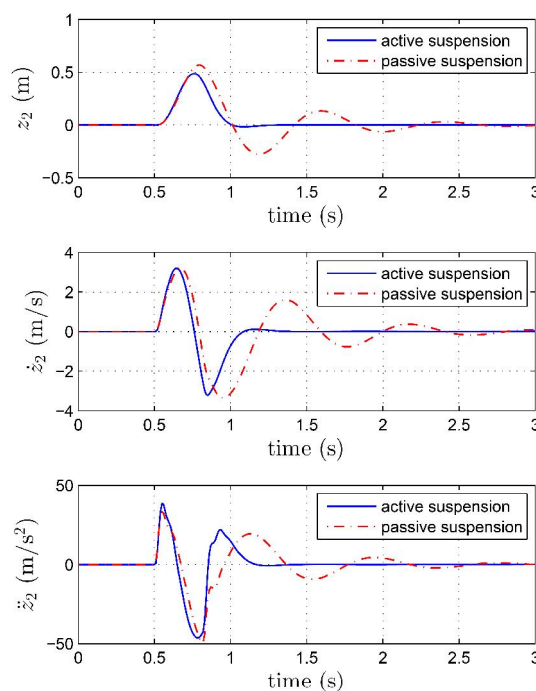 1
0.5
0
−0.5
z₂ (m)
active suspension
passive suspension
0 0.5 1 1.5 2 2.5 3
time (s)
4
2
0
−2
−4
ż₂ (m/s)
active suspension
passive suspension
0 0.5 1 1.5 2 2.5 3
time (s)
50
0
−50
z̈₂ (m/s²)
active suspension
passive suspension
0 0.5 1 1.5 2 2.5 3
time (s)